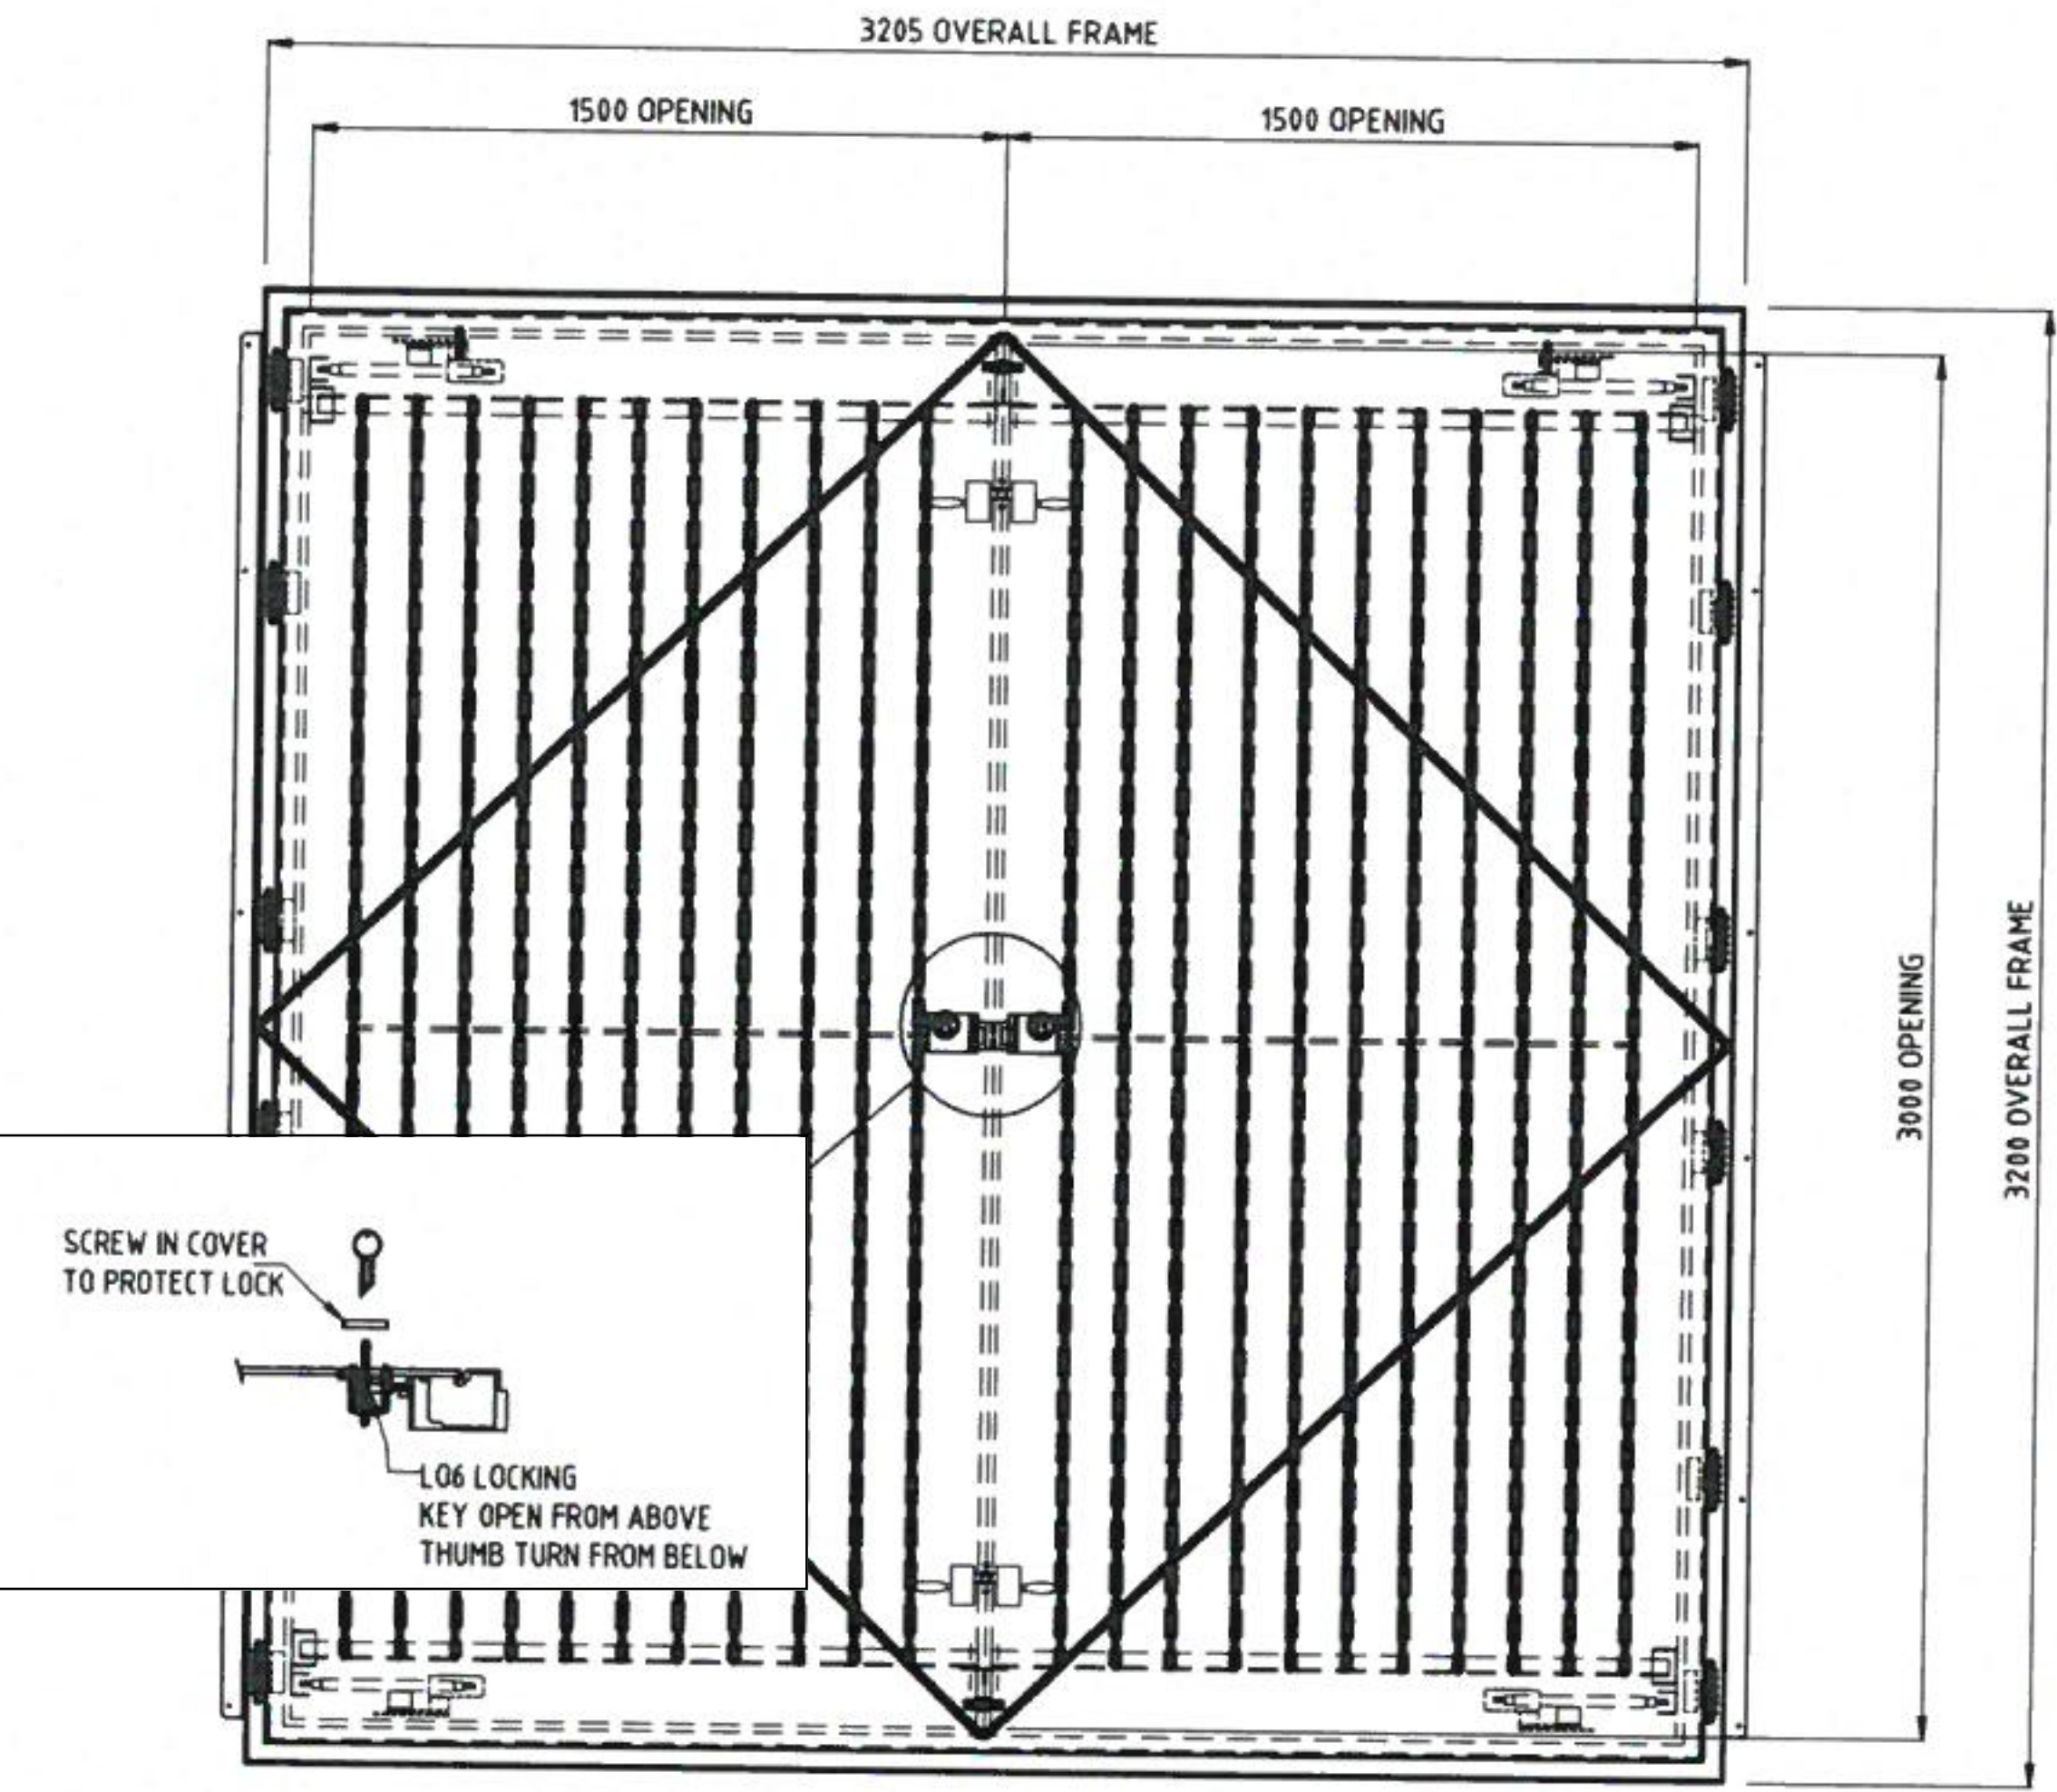 3205 OVERALL FRAME
1500 OPENING
1500 OPENING
3000 OPENING
3200 OVERALL FRAME
SCREW IN COVER
TO PROTECT LOCK
L06 LOCKING
KEY OPEN FROM ABOVE
THUMB TURN FROM BELOW